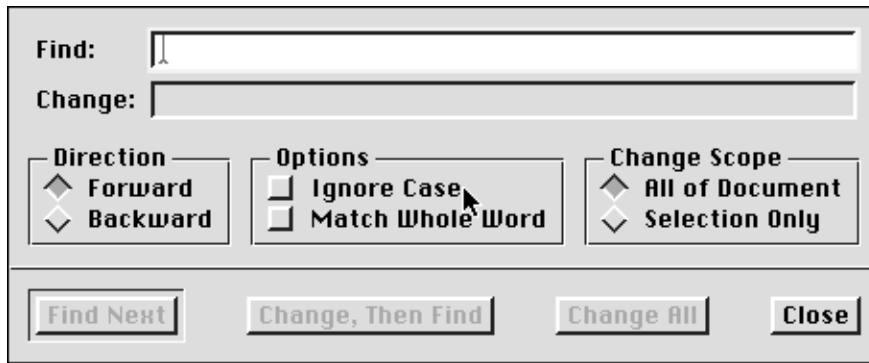 Find:
Change:
Direction Options Change Scope
Forward Ignore Case All of Document
Backward Match Whole Word Selection Only
Find Next Change, Then Find Change All Close